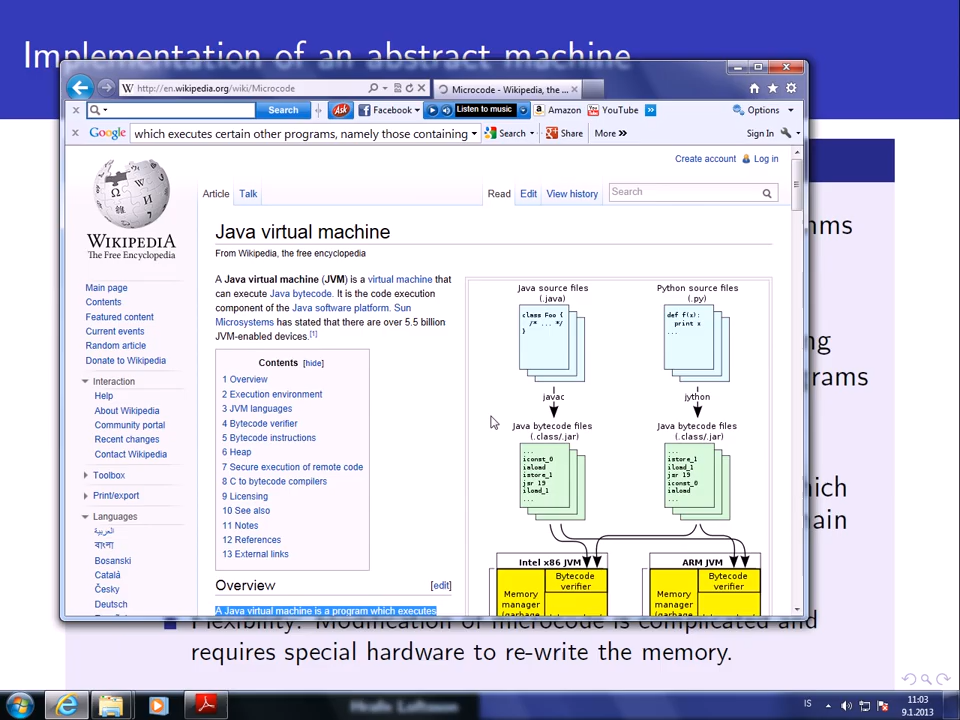 Implementation of an abstract machine
http://en.wikipedia.org/wiki/Microcode
Microcode - Wikipedia, the ...
Search
Ask
Facebook
Listen to music
Amazon
YouTube
Options
Google
which executes certain other programs, namely those containing
Search
Share
More
Sign In
Create account
Log in
Article
Talk
Read
Edit
View history
Search
WIKIPEDIA
The Free Encyclopedia
Main page
Contents
Featured content
Current events
Random article
Donate to Wikipedia
Interaction
Help
About Wikipedia
Community portal
Recent changes
Contact Wikipedia
Toolbox
Print/export
Languages
العربية
বাংলা
Bosanski
Català
Česky
Deutsch
Java virtual machine
From Wikipedia, the free encyclopedia
A Java virtual machine (JVM) is a virtual machine that
can execute Java bytecode. It is the code execution
component of the Java software platform. Sun
Microsystems has stated that there are over 5.5 billion
JVM-enabled devices.[1]
Contents [hide]
1 Overview
2 Execution environment
3 JVM languages
4 Bytecode verifier
5 Bytecode instructions
6 Heap
7 Secure execution of remote code
8 C to bytecode compilers
9 Licensing
10 See also
11 Notes
12 References
13 External links
Overview
[edit]
A Java virtual machine is a program which executes
Java source files
(.java)
class Foo {
/* ... */
}
javac
Java bytecode files
(.class/.jar)
...
iconst_0
iaload
istore_1
jsr 19
iload_1
...
Python source files
(.py)
def f(x):
print x
...
jython
Java bytecode files
(.class/.jar)
...
istore_1
iload_1
jsr 19
iconst_0
iaload
...
Intel x86 JVM
Memory
manager
(garbage
Bytecode
verifier
ARM JVM
Memory
manager
(garbage
Bytecode
verifier
Flexibility: Modification of microcode is complicated and
requires special hardware to re-write the memory.
IS
11:03
9.1.2013